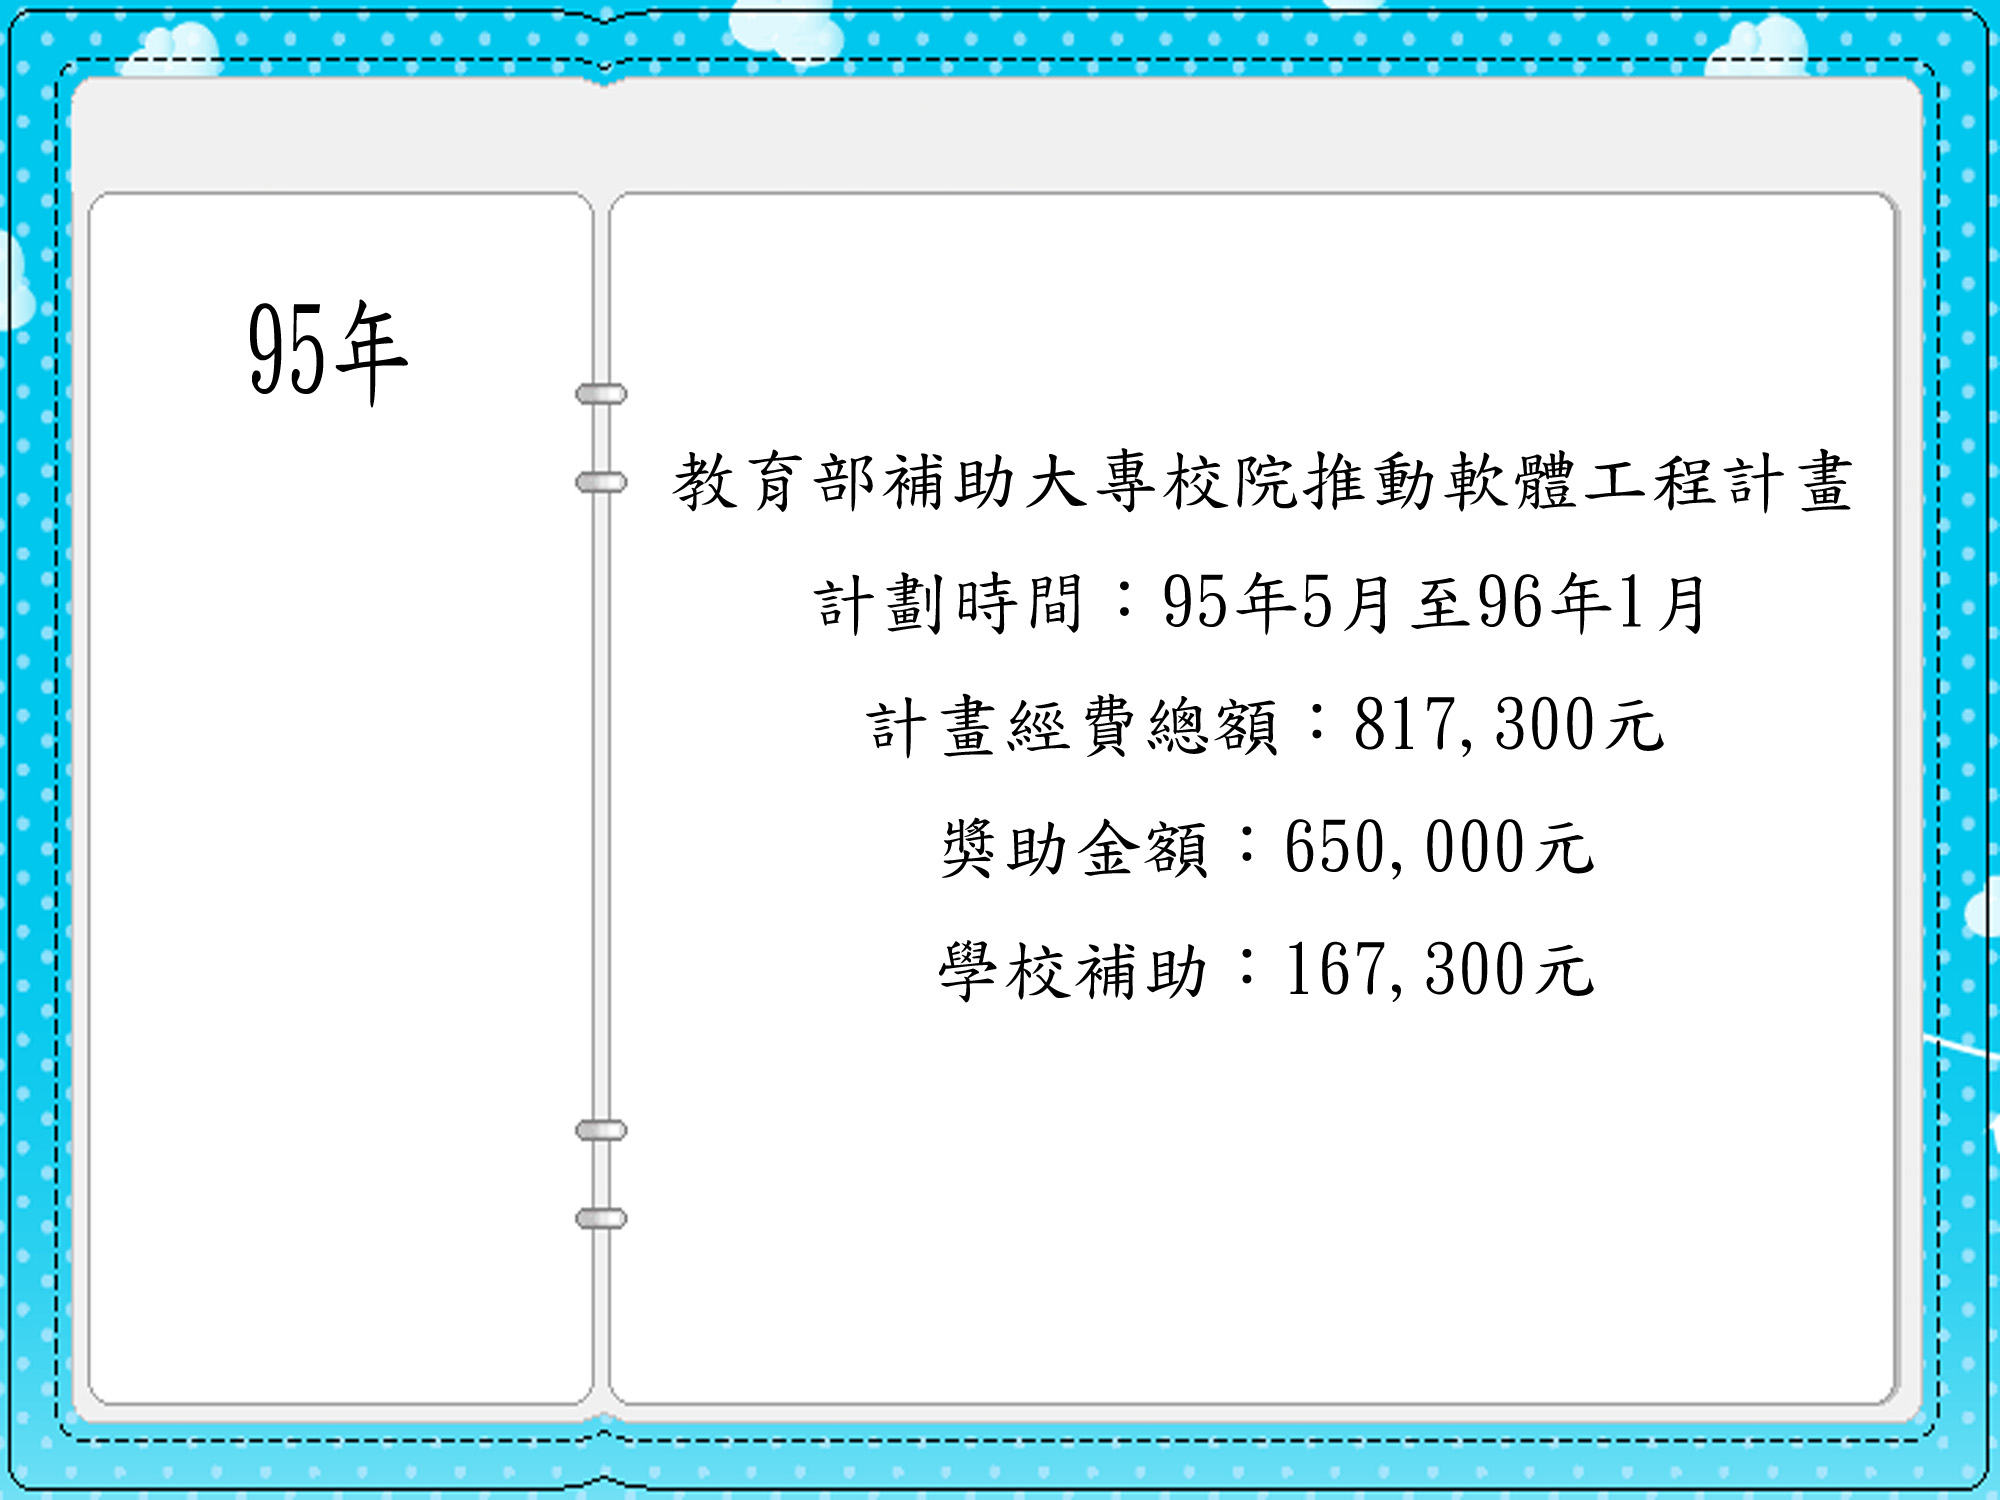 95年
教育部補助大專校院推動軟體工程計畫
計劃時間：95年5月至96年1月
計畫經費總額：817,300元
獎助金額：650,000元
學校補助：167,300元